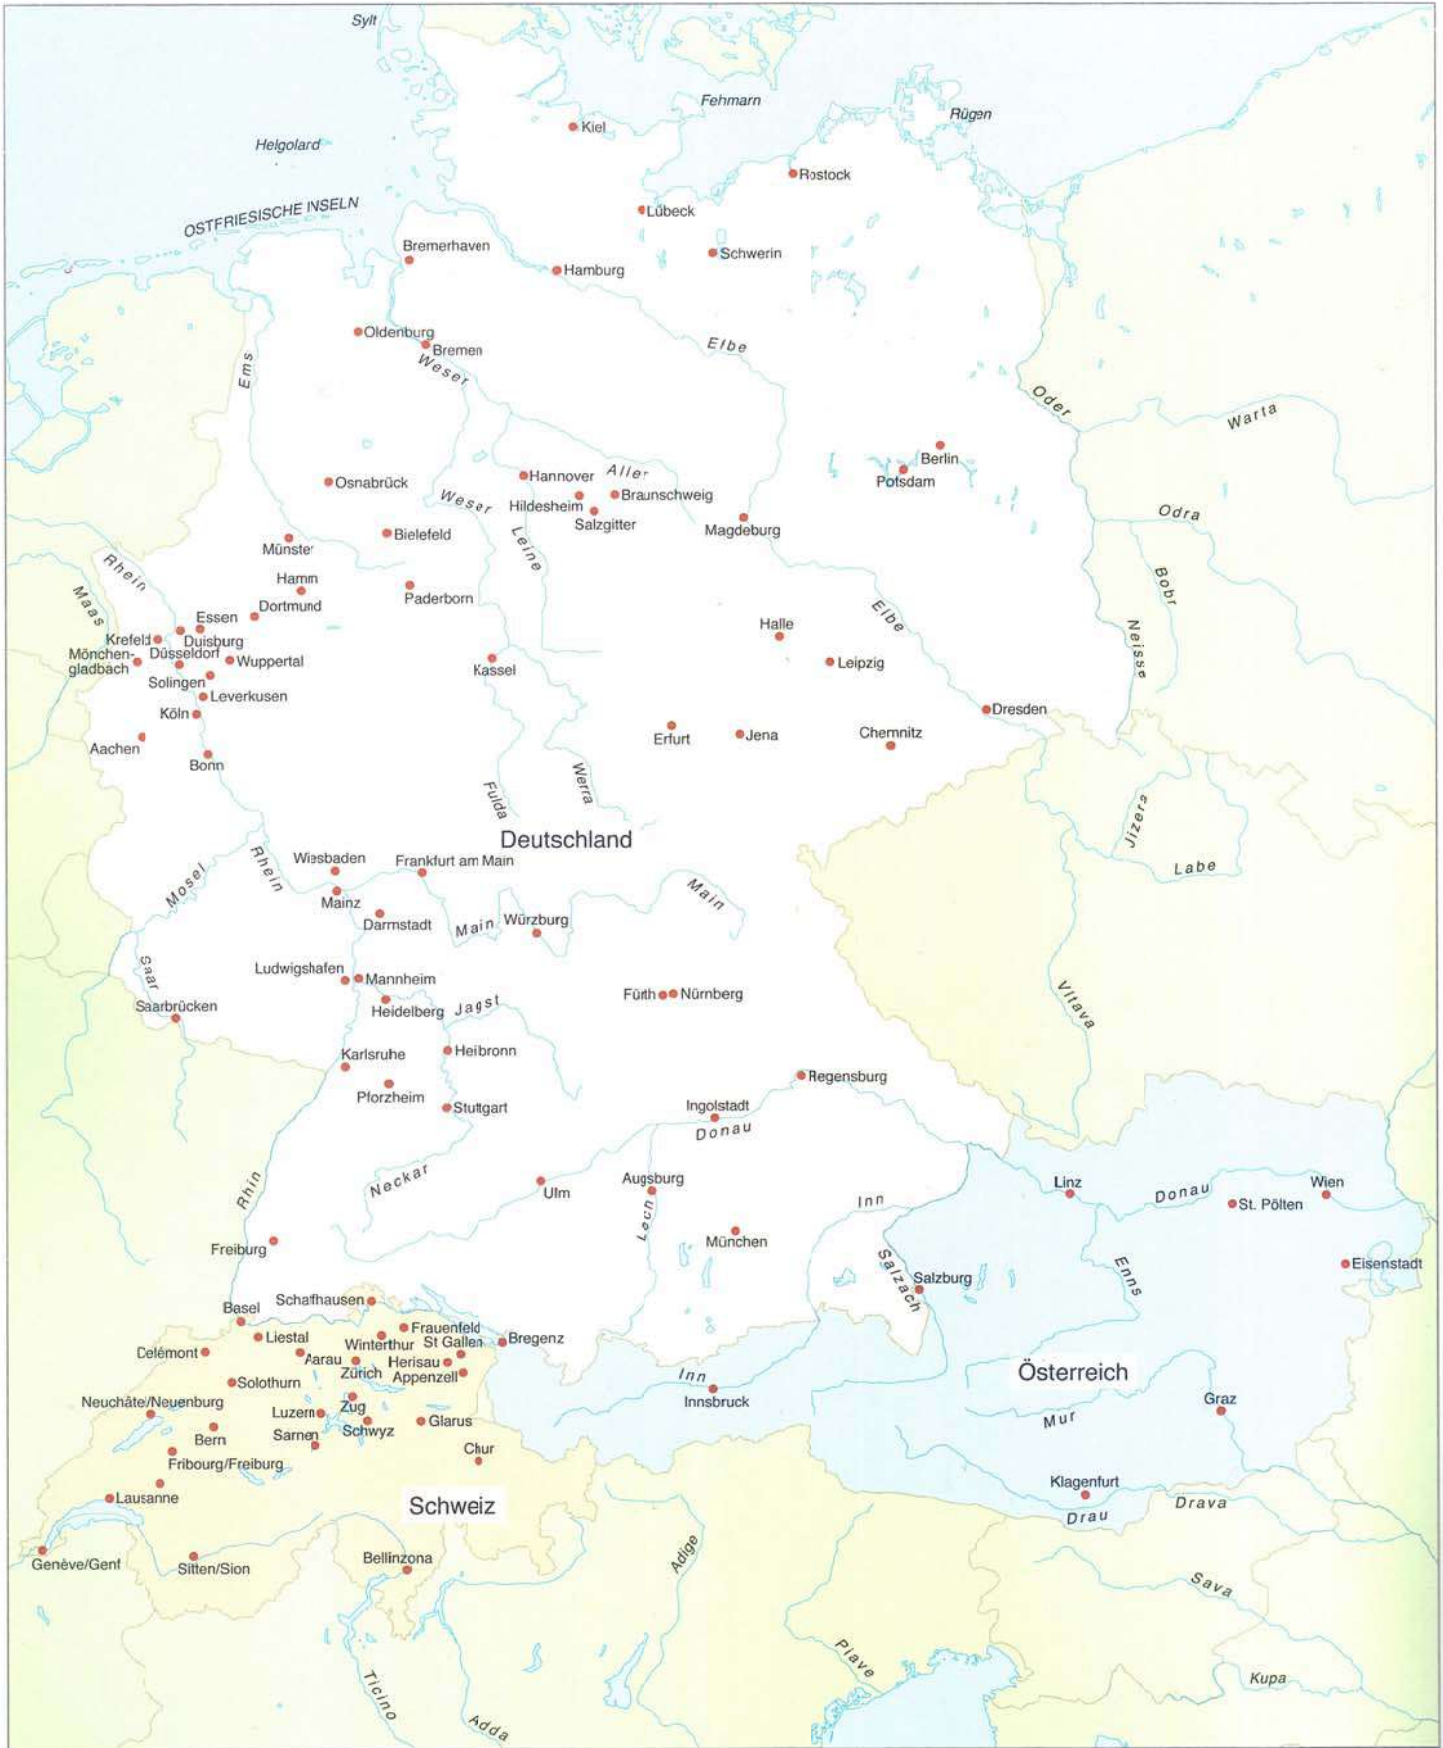 Sylt
Fehmarn
Rügen
Kiel
Helgolard
Rostock
OSTFRIESISCHE INSELN
Lübeck
Bremerhaven
Schwerin
Hamburg
Oldenburg
Bremen
Elbe
Weser
Ems
Oder
Warta
Berlin
Potsdam
Osnabrück
Hannover
Aller
Weser
Hildesheim
Braunschweig
Salzgitter
Magdeburg
Odra
Münster
Bielefeld
Leine
Rhein
Maas
Hamm
Paderborn
Bobr
Dortmund
Essen
Elbe
Halle
Neisse
Krefeld
Duisburg
Mönchen-
gladbach
Düsseldorf
Wuppertal
Kassel
Leipzig
Solingen
Leverkusen
Köln
Dresden
Aachen
Erfurt
Jena
Chemnitz
Bonn
Fulda
Werra
Jizera
Deutschland
Labe
Mosel
Rhein
Wiesbaden
Frankfurt am Main
Mainz
Main
Darmstadt
Main
Würzburg
Saar
Ludwigshafen
Mannheim
Fürth
Nürnberg
Heidelberg
Jagst
Saarbrücken
Vltava
Karlsruhe
Heibronn
Pforzheim
Stuttgart
Regensburg
Ingolstadt
Donau
Neckar
Rhin
Ulm
Augsburg
Lech
Inn
Linz
Donau
Wien
St. Pölten
Freiburg
München
Salzach
Salzburg
Enns
Eisenstadt
Schafhausen
Basel
Liestal
Frauenfeld
Winterthur
St Gallen
Bregenz
Delémont
Aarau
Zürich
Herisau
Appenzell
Inn
Innsbruck
Österreich
Solothurn
Neuchâte/Neuenburg
Zug
Luzern
Glarus
Graz
Mur
Bern
Sarnen
Schwyz
Chur
Fribourg/Freiburg
Klagenfurt
Lausanne
Schweiz
Drau
Drava
Genève/Genf
Sitten/Sion
Bellinzona
Adige
Sava
Piave
Kupa
Ticino
Adda